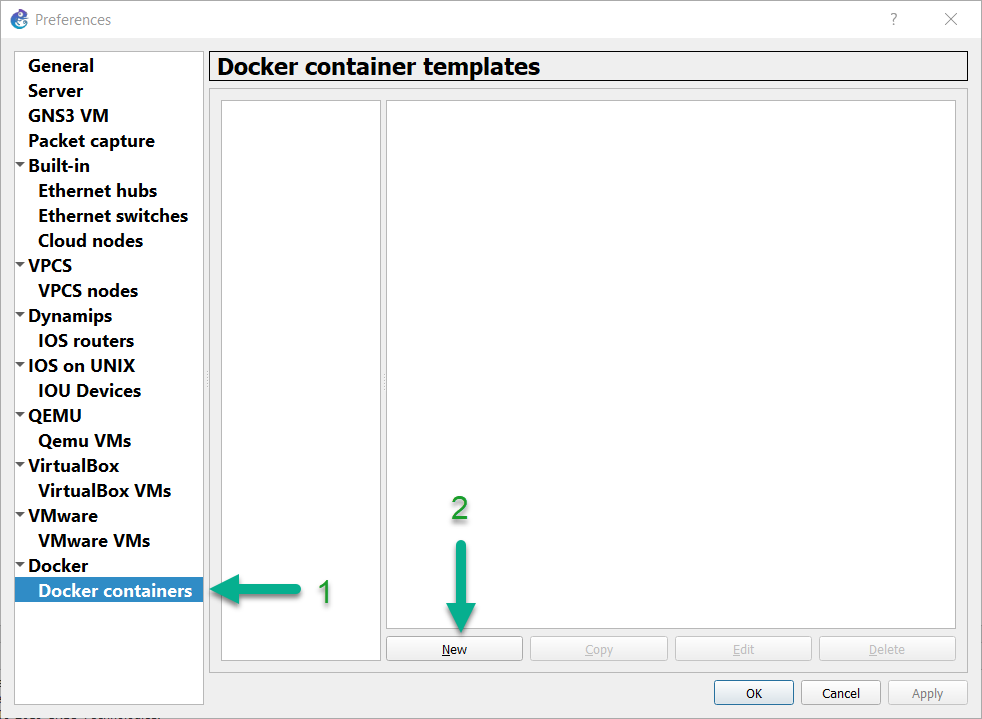 Preferences
?
General
Server
GNS3 VM
Packet capture
Built-in
Ethernet hubs
Ethernet switches
Cloud nodes
VPCS
VPCS nodes
Dynamips
IOS routers
IOS on UNIX
IOU Devices
QEMU
Qemu VMs
VirtualBox
VirtualBox VMs
VMware
VMware VMs
Docker
Docker containers
Docker container templates
1
2
New
Copy
Edit
Delete
OK
Cancel
Apply